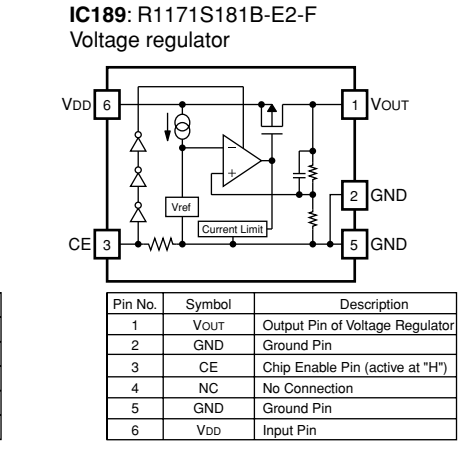 IC189: R1171S181B-E2-F
Voltage regulator
VDD 6
1 VOUT
Vref
Current Limit
2 GND
CE 3
5 GND
Pin No. Symbol Description
1 VOUT Output Pin of Voltage Regulator
2 GND Ground Pin
3 CE Chip Enable Pin (active at "H")
4 NC No Connection
5 GND Ground Pin
6 VDD Input Pin